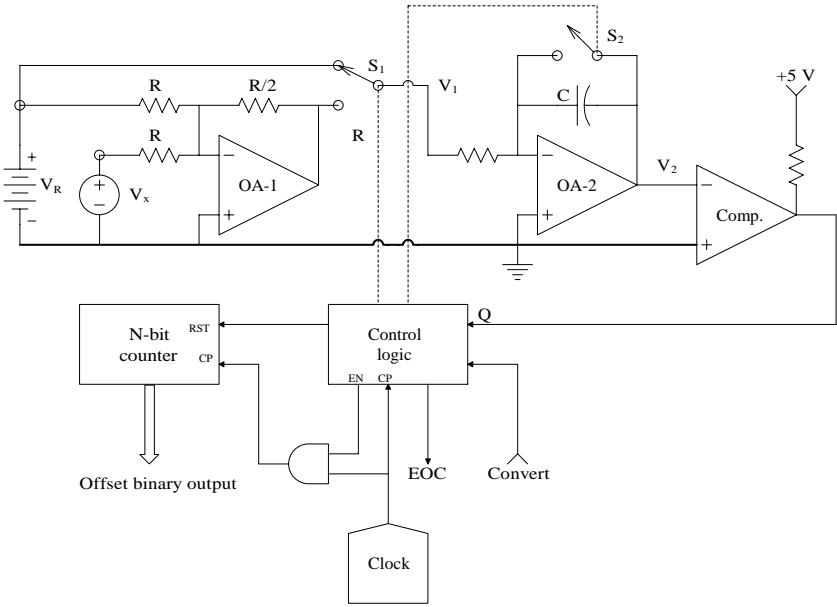 S1
S2
+5 V
R
R/2
V1
C
R
R
+
−
−
+
−
−
VR
Vx
OA-1
OA-2
V2
Comp.
−
+
+
+
Q
N-bit
counter
RST
CP
Control
logic
EN CP
Offset binary output
EOC
Convert
Clock